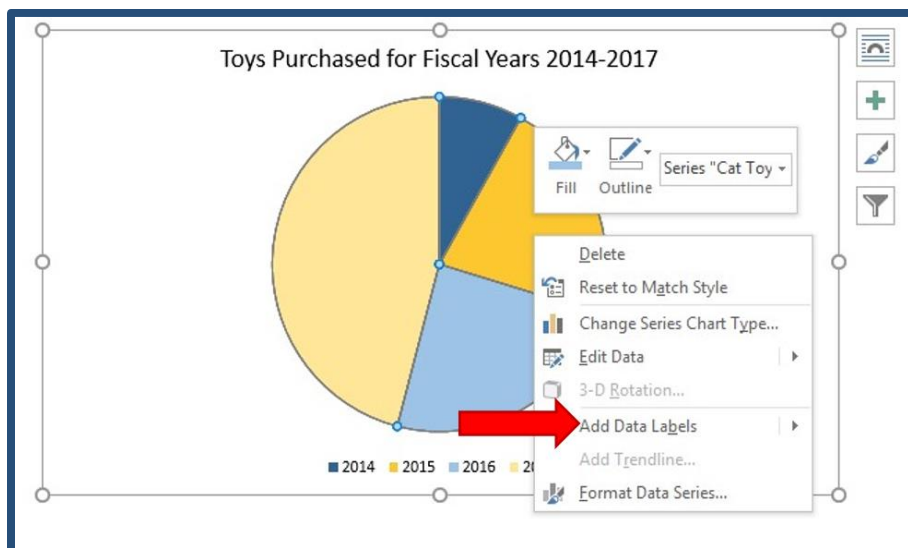 Toys Purchased for Fiscal Years 2014-2017
Fill Outline Series "Cat Toy
Delete
Reset to Match Style
Change Series Chart Type...
Edit Data
3-D Rotation...
Add Data Labels
Add Trendline...
Format Data Series...
2014 2015 2016